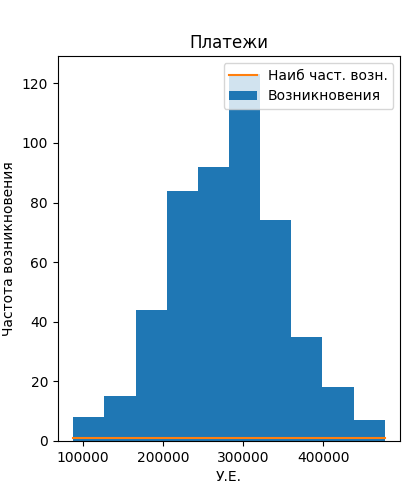 Платежи
Наиб част. возн.
Возникновения
Частота возникновения
120
100
80
60
40
20
0
100000
200000
300000
400000
У.Е.